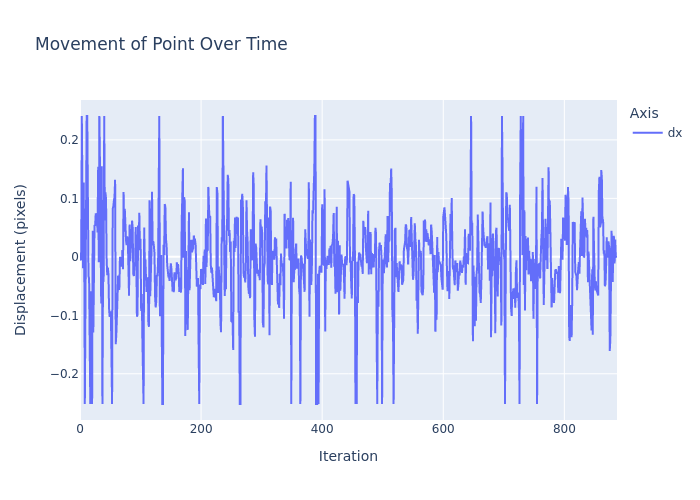 Movement of Point Over Time
Axis
dx
0.2
0.1
0
−0.1
−0.2
Displacement (pixels)
0
200
400
600
800
Iteration